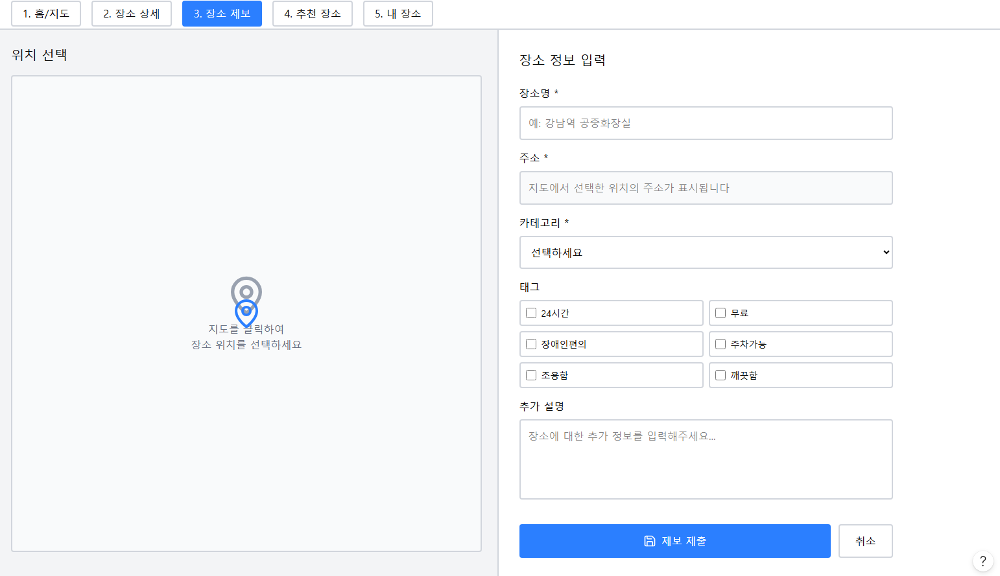 1. 홈/지도
2. 장소 상세
3. 장소 제보
4. 추천 장소
5. 내 장소
위치 선택
지도를 클릭하여
장소 위치를 선택하세요
장소 정보 입력
장소명 *
예: 강남역 공중화장실
주소 *
지도에서 선택한 위치의 주소가 표시됩니다
카테고리 *
선택하세요
태그
24시간
무료
장애인편의
주차가능
조용함
깨끗함
추가 설명
장소에 대한 추가 정보를 입력해주세요...
제보 제출
취소
?